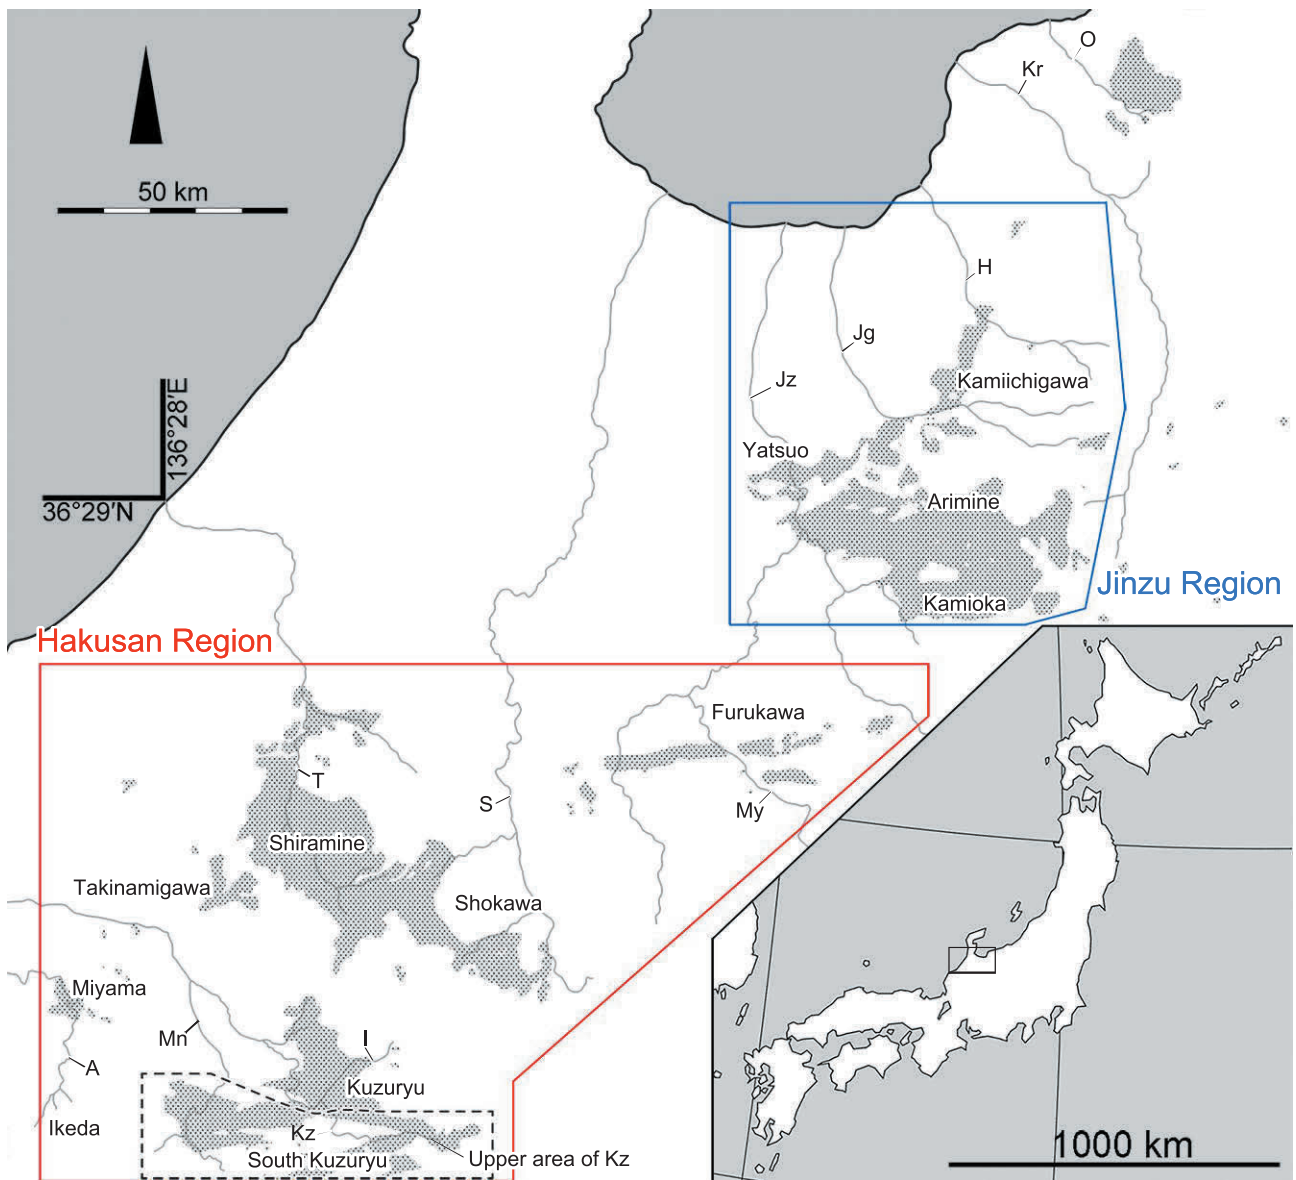 O
Kr
50 km
H
Jg
Kamiichigawa
Jz
136°28′E
Yatsuo
36°29′N
Arimine
Jinzu Region
Kamioka
Hakusan Region
Furukawa
T
S
My
Shiramine
Takinamigawa
Shokawa
Miyama
Mn
I
A
Kuzuryu
Ikeda
Kz
South Kuzuryu
Upper area of Kz
1000 km